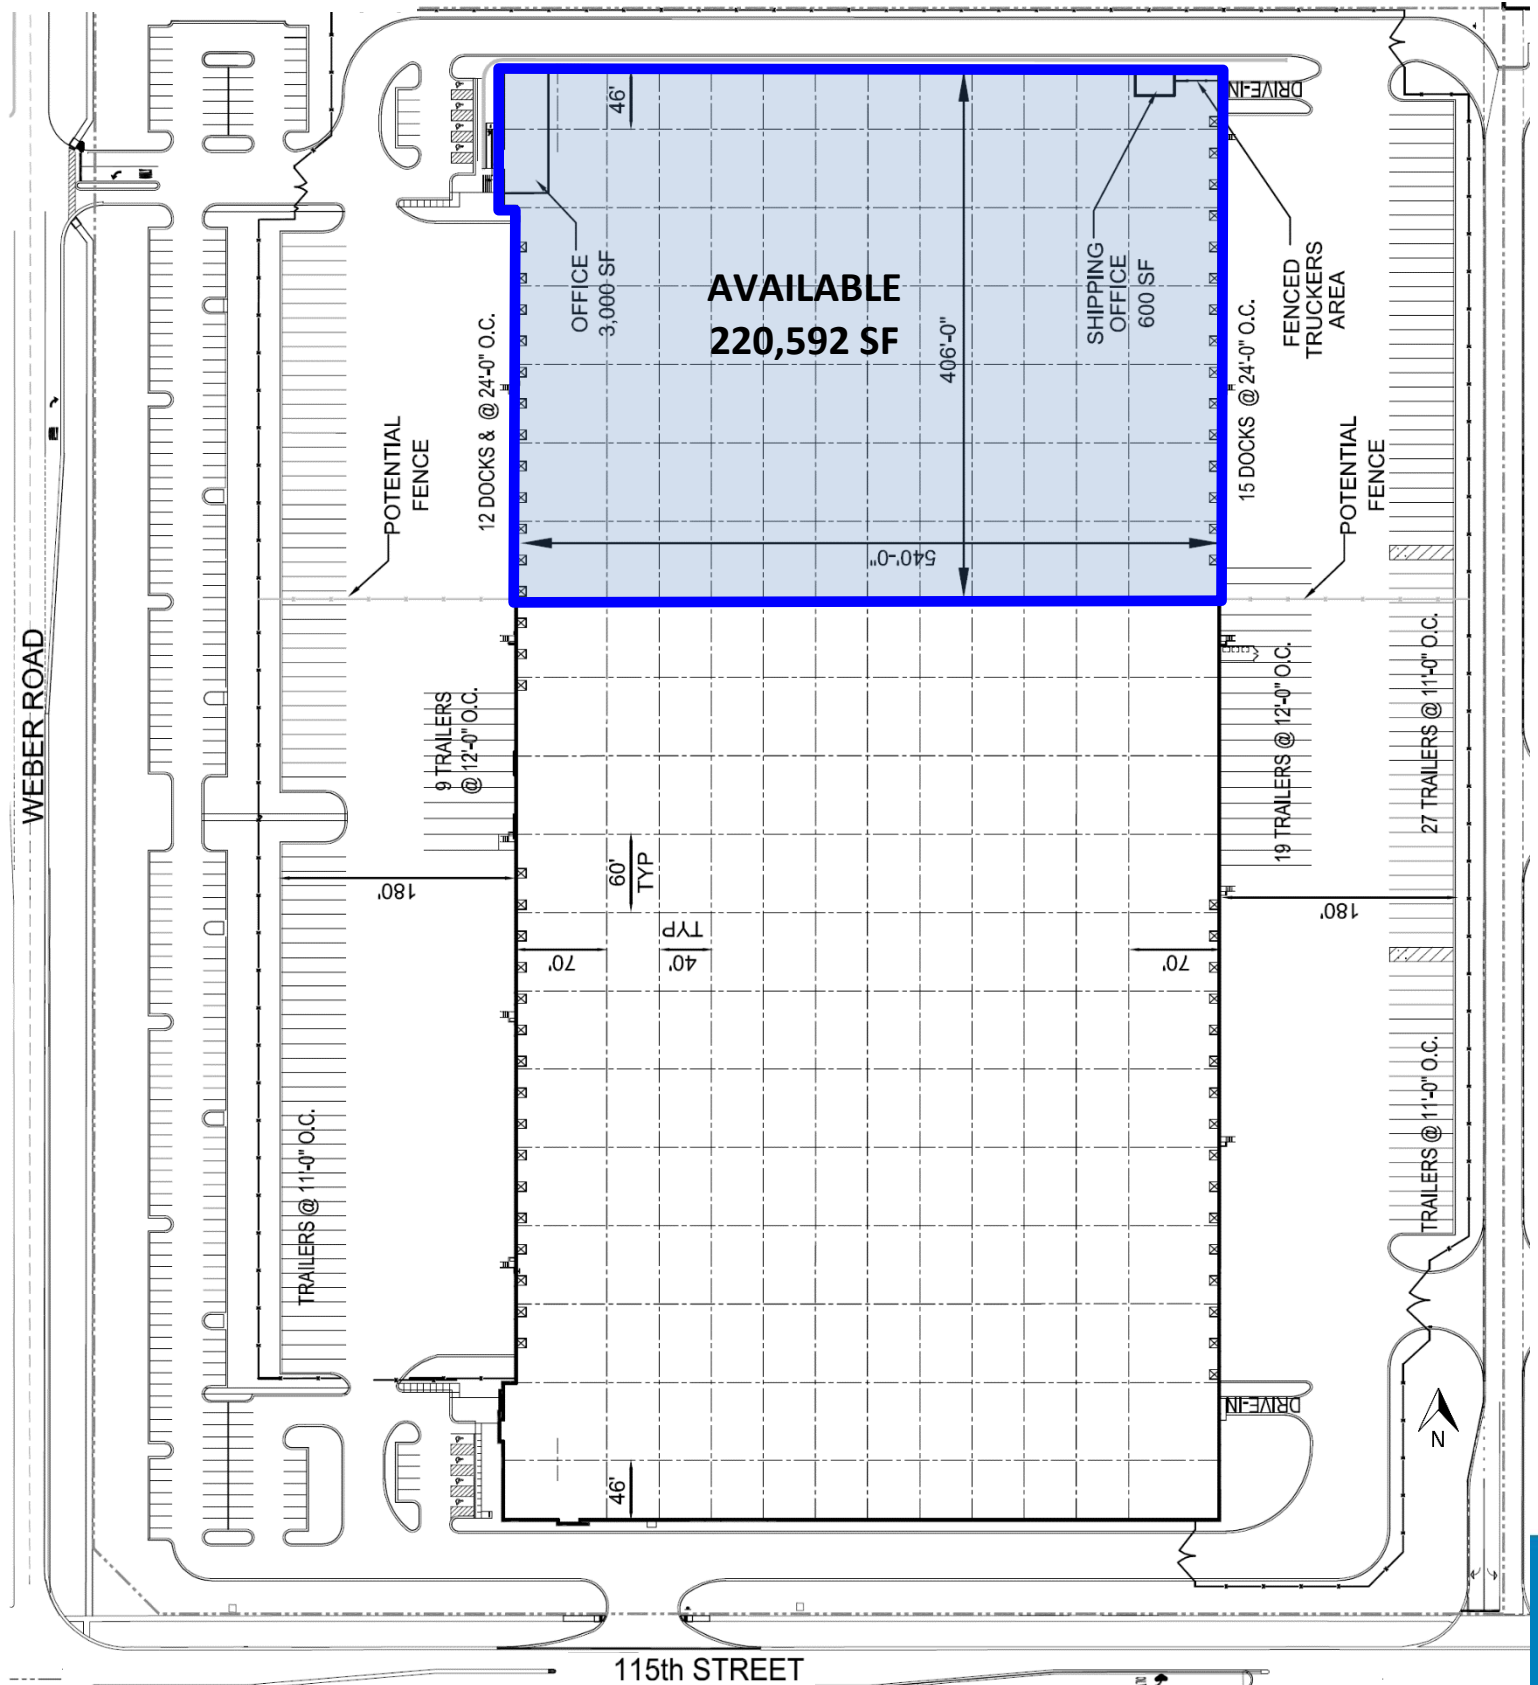 DRIVE-IN
46'
OFFICE
3,000 SF
AVAILABLE
220,592 SF
406'-0"
SHIPPING
OFFICE
600 SF
FENCED
TRUCKERS
AREA
12 DOCKS & @ 24'-0" O.C.
15 DOCKS @ 24'-0" O.C.
POTENTIAL
FENCE
POTENTIAL
FENCE
540'-0"
WEBER ROAD
9 TRAILERS
@ 12'-0" O.C.
19 TRAILERS @ 12'-0" O.C.
27 TRAILERS @ 11'-0" O.C.
180'
60'
TYP
180'
TYP
70'
40'
70'
TRAILERS @ 11'-0" O.C.
TRAILERS @ 11'-0" O.C.
DRIVE-IN
N
46'
115th STREET